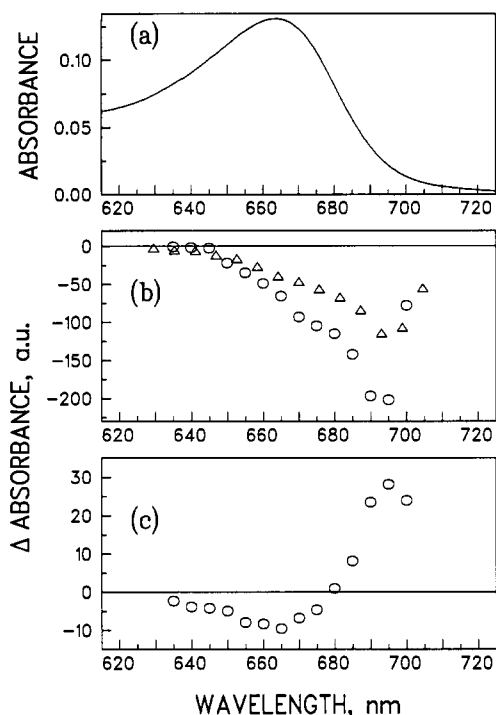 (a)
ABSORBANCE
0.10
0.05
0.00
620 640 660 680 700 720
(b)
0
-50
-100
-150
-200
620 640 660 680 700 720
Δ ABSORBANCE, a.u.
(c)
30
20
10
0
-10
620 640 660 680 700 720
WAVELENGTH, nm